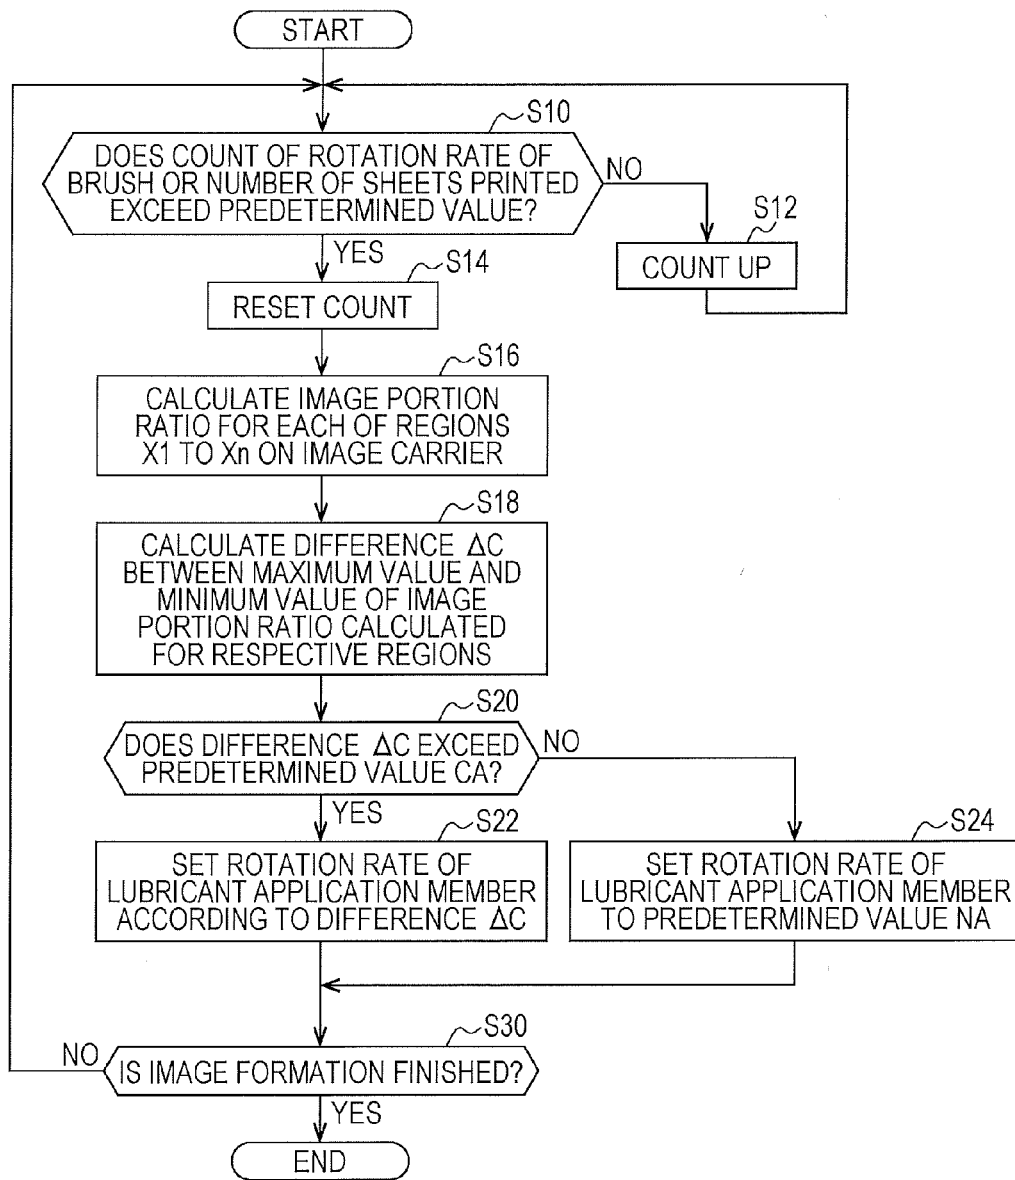 START
S10
DOES COUNT OF ROTATION RATE OF
BRUSH OR NUMBER OF SHEETS PRINTED
EXCEED PREDETERMINED VALUE?
NO
S12
COUNT UP
YES
S14
RESET COUNT
S16
CALCULATE IMAGE PORTION
RATIO FOR EACH OF REGIONS
X1 TO Xn ON IMAGE CARRIER
S18
CALCULATE DIFFERENCE ΔC
BETWEEN MAXIMUM VALUE AND
MINIMUM VALUE OF IMAGE
PORTION RATIO CALCULATED
FOR RESPECTIVE REGIONS
S20
DOES DIFFERENCE ΔC EXCEED
PREDETERMINED VALUE CA?
NO
YES
S22
SET ROTATION RATE OF
LUBRICANT APPLICATION MEMBER
ACCORDING TO DIFFERENCE ΔC
S24
SET ROTATION RATE OF
LUBRICANT APPLICATION MEMBER
TO PREDETERMINED VALUE NA
S30
NO
IS IMAGE FORMATION FINISHED?
YES
END